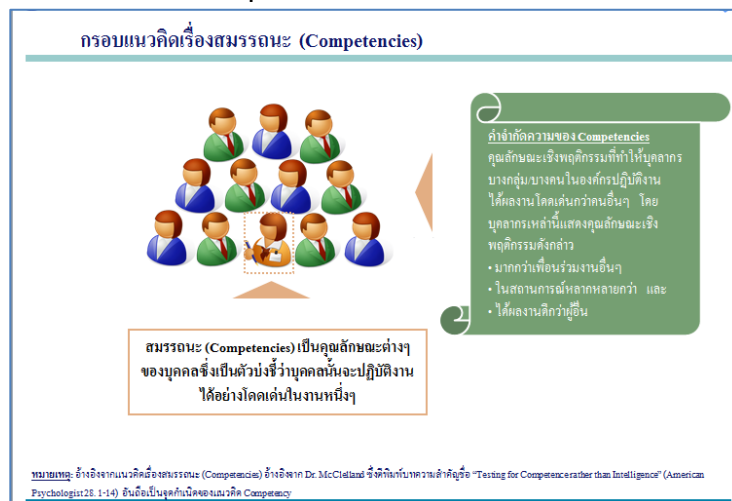 กรอบแนวคิดเรื่องสมรรถนะ (Competencies)
คำจำกัดความของ Competencies
คุณลักษณะเชิงพฤติกรรมที่ทำให้บุคลากร
บางกลุ่ม/บางคนในองค์กรปฏิบัติงาน
ได้ผลงานโดดเด่นกว่าคนอื่นๆ โดย
บุคลากรเหล่านี้แสดงคุณลักษณะเชิง
พฤติกรรมดังกล่าว
• มากกว่าเพื่อนร่วมงานอื่นๆ
• ในสถานการณ์หลากหลายกว่า และ
• ได้ผลงานดีกว่าผู้อื่น
สมรรถนะ (Competencies) เป็นคุณลักษณะต่างๆ
ของบุคคลซึ่งเป็นตัวบ่งชี้ว่าบุคคลนั้นจะปฏิบัติงาน
ได้อย่างโดดเด่นในงานหนึ่งๆ
หมายเหตุ: อ้างอิงจากแนวคิดเรื่องสมรรถนะ (Competencies) อ้างอิงจาก Dr. McClelland ซึ่งตีพิมพ์บทความสำคัญชื่อ “Testing for Competence rather than Intelligence” (American
Psychologist 28. 1-14) อันถือเป็นจุดกำเนิดของแนวคิด Competency